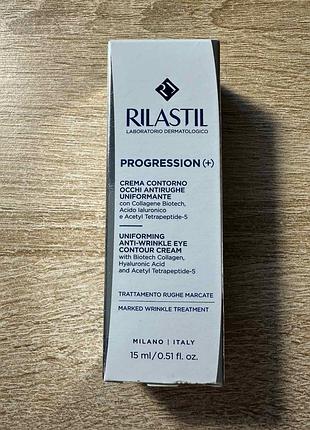 RILASTIL
LABORATORIO DERMATOLOGICO
PROGRESSION (+)
CREMA CONTORNO
OCCHI ANTIRUGHE
UNIFORMANTE
con Collagene Biotech,
Acido Ialuronico
e Acetyl Tetrapeptide-5
UNIFORMING
ANTI-WRINKLE EYE
CONTOUR CREAM
with Biotech Collagen,
Hyaluronic Acid
and Acetyl Tetrapeptide-5
TRATTAMENTO RUGHE MARCATE
MARKED WRINKLE TREATMENT
MILANO | ITALY
15 ml/0.51 fl. oz.